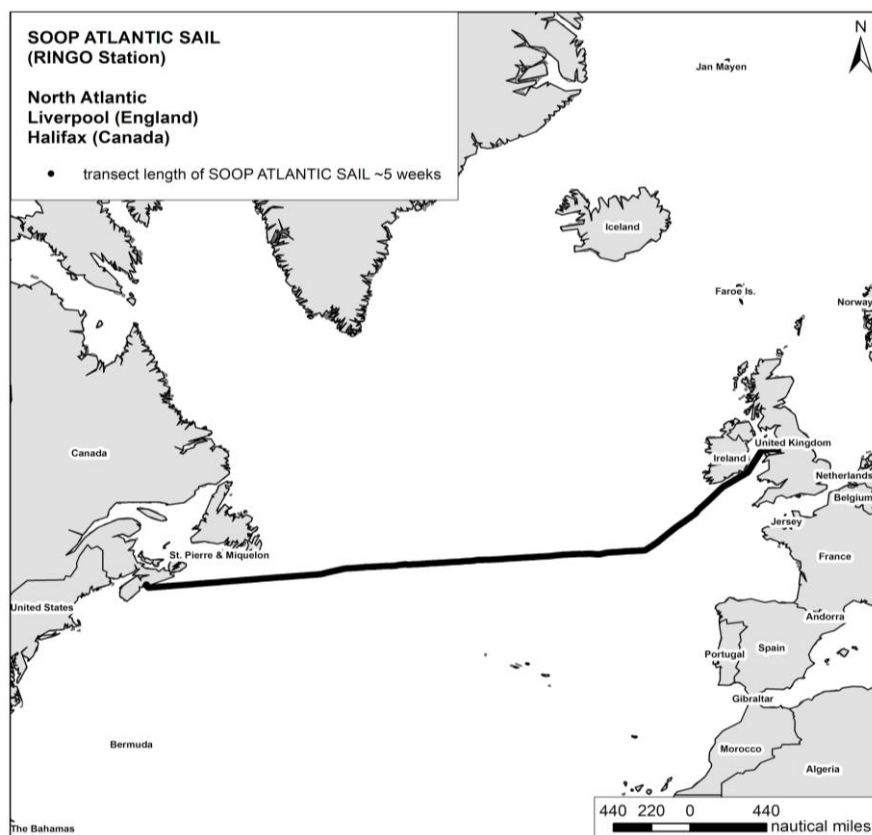 SOOP ATLANTIC SAIL
(RINGO Station)
North Atlantic
Liverpool (England)
Halifax (Canada)
• transect length of SOOP ATLANTIC SAIL ~5 weeks
N
Jan Mayen
Iceland
Faroe Is.
Norway
Canada
United Kingdom
Ireland
Netherlands
Belgium
Jersey
St. Pierre & Miquelon
France
United States
Andorra
Portugal
Spain
Gibraltar
Bermuda
Morocco
Algeria
The Bahamas
440 220 0 440
nautical miles